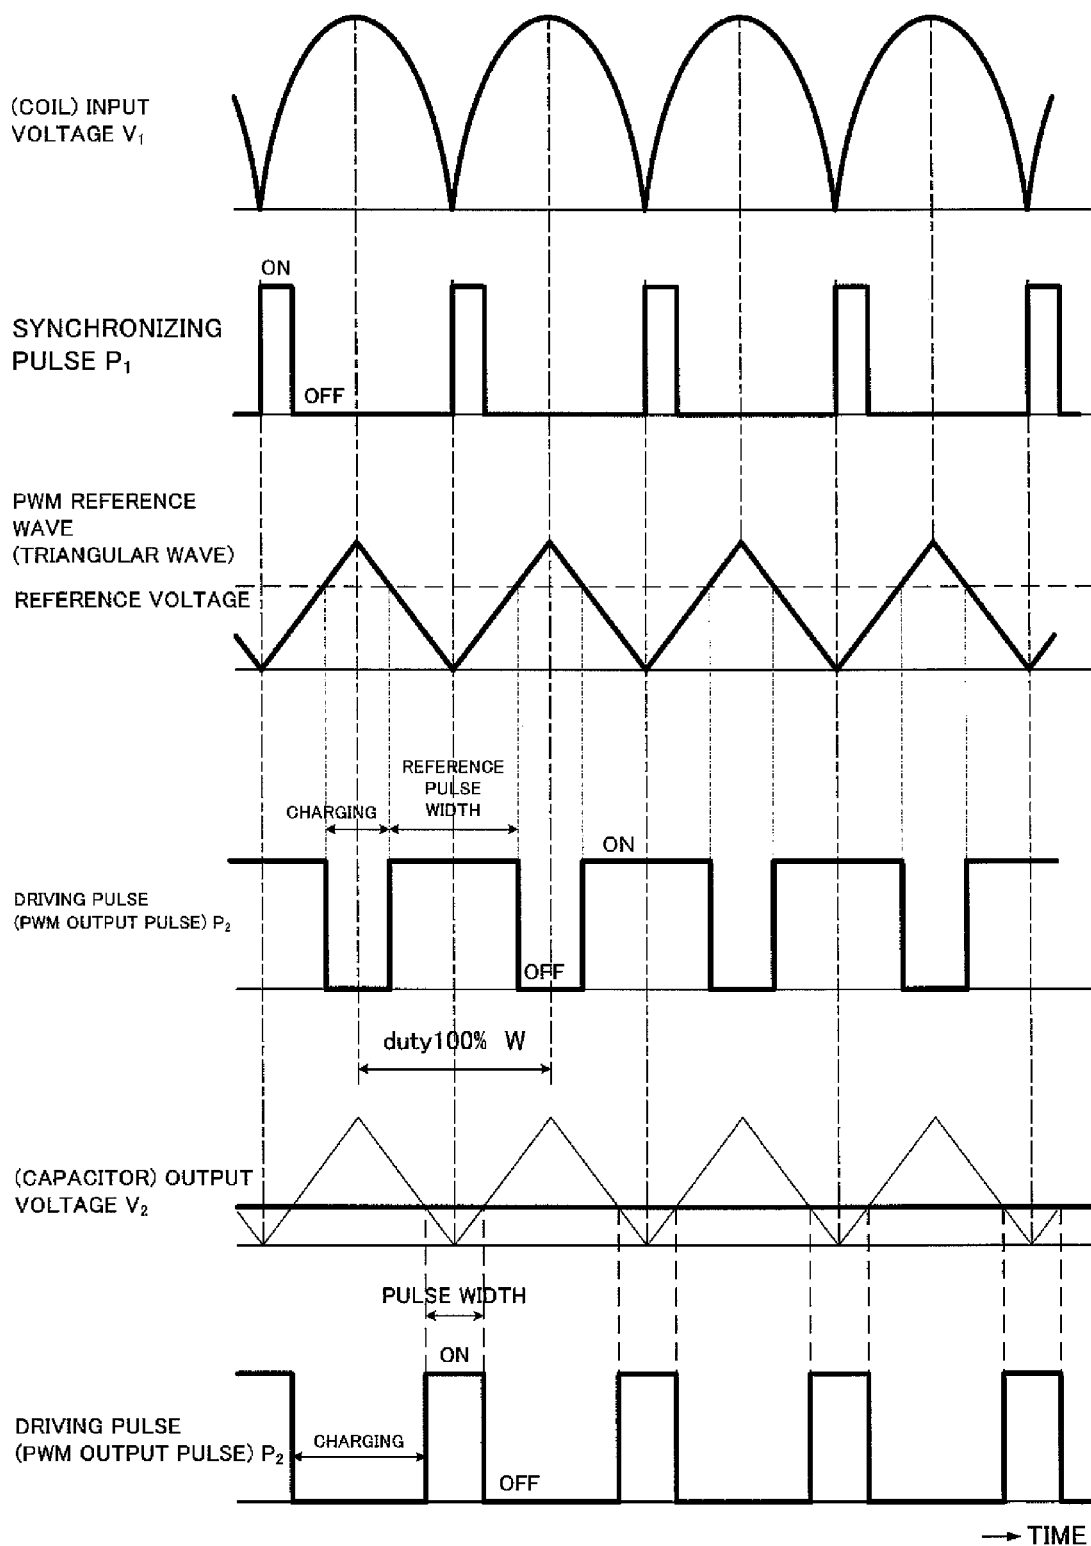 (COIL) INPUT
VOLTAGE V₁
ON
SYNCHRONIZING
PULSE P₁
OFF
PWM REFERENCE
WAVE
(TRIANGULAR WAVE)
REFERENCE VOLTAGE
REFERENCE
PULSE
WIDTH
CHARGING
ON
DRIVING PULSE
(PWM OUTPUT PULSE) P₂
OFF
duty100% W
(CAPACITOR) OUTPUT
VOLTAGE V₂
PULSE WIDTH
ON
DRIVING PULSE
(PWM OUTPUT PULSE) P₂
CHARGING
OFF
→ TIME